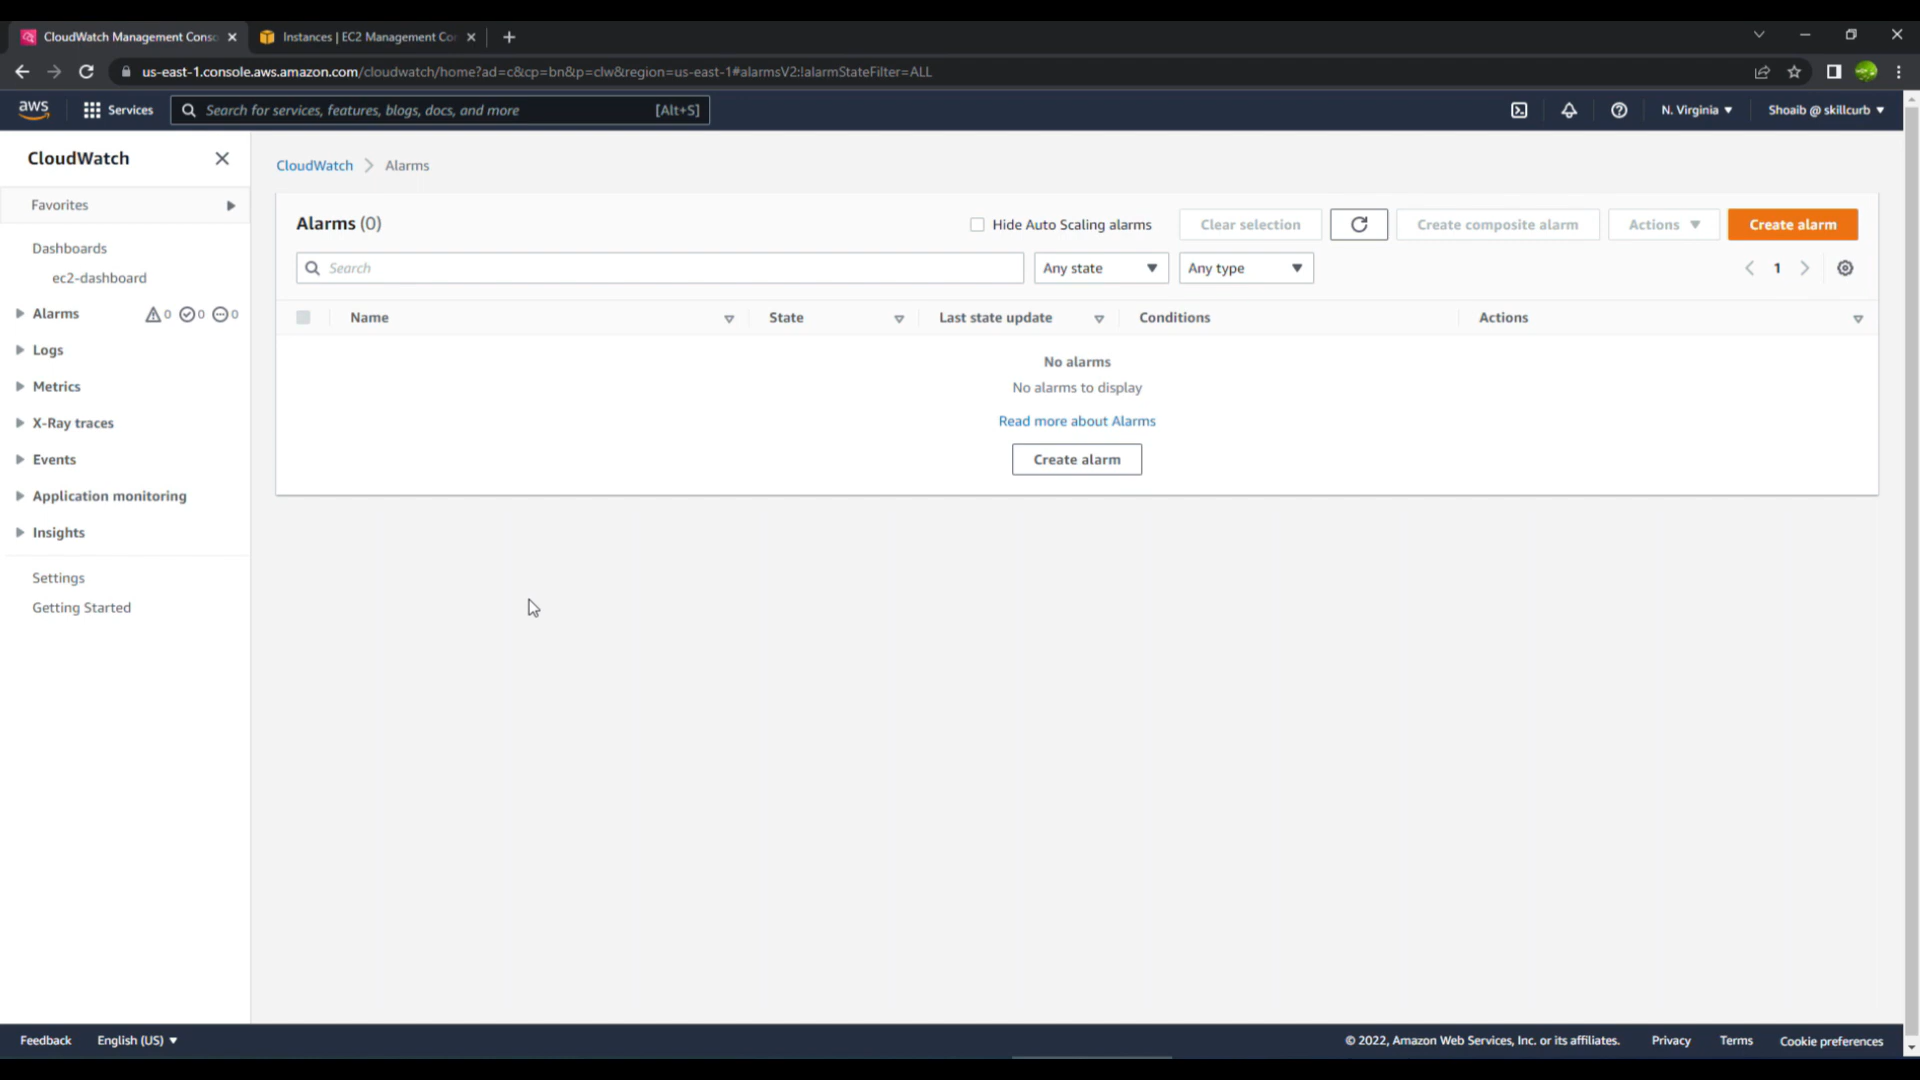 CloudWatch Management Conso
Instances | EC2 Management Con
us-east-1.console.aws.amazon.com/cloudwatch/home?ad=c&cp=bn&p=clw&region=us-east-1#alarmsV2:!alarmStateFilter=ALL
aws
Services
Search for services, features, blogs, docs, and more
[Alt+S]
N. Virginia
Shoaib @ skillcurb
CloudWatch
Favorites
Dashboards
ec2-dashboard
Alarms
0
0
0
Logs
Metrics
X-Ray traces
Events
Application monitoring
Insights
Settings
Getting Started
CloudWatch
Alarms
Alarms (0)
Hide Auto Scaling alarms
Clear selection
Create composite alarm
Actions
Create alarm
Search
Any state
Any type
1
Name
State
Last state update
Conditions
Actions
No alarms
No alarms to display
Read more about Alarms
Create alarm
Feedback
English (US)
© 2022, Amazon Web Services, Inc. or its affiliates.
Privacy
Terms
Cookie preferences